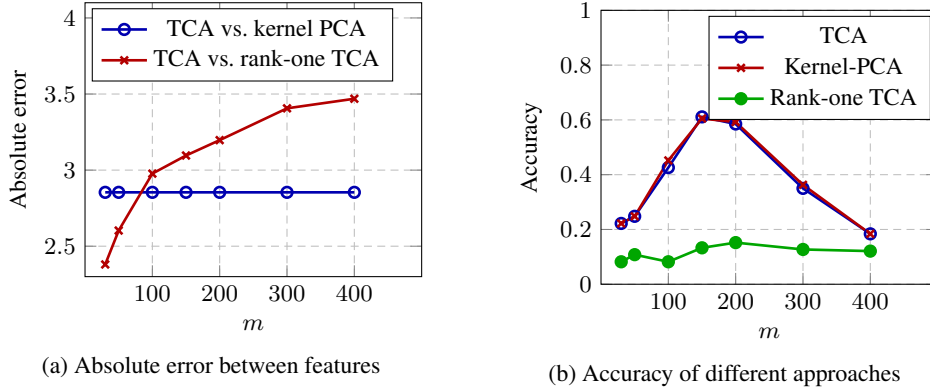 4
3.5
3
2.5
100 200 300 400
m
Absolute error
TCA vs. kernel PCA
TCA vs. rank-one TCA
(a) Absolute error between features
1
0.8
0.6
0.4
0.2
0
100 200 300 400
m
Accuracy
TCA
Kernel-PCA
Rank-one TCA
(b) Accuracy of different approaches